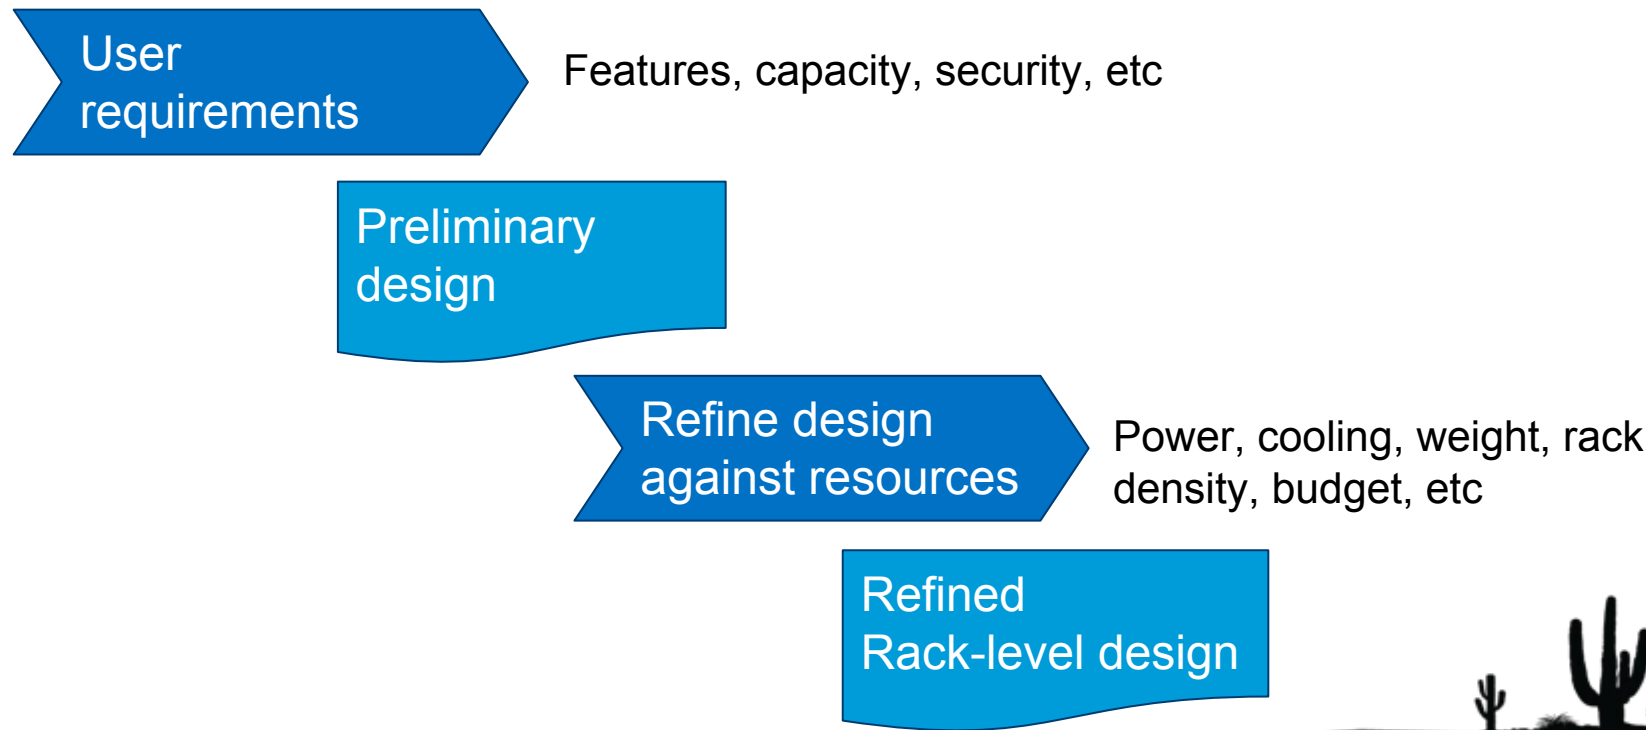 User
requirements
Features, capacity, security, etc
Preliminary
design
Refine design
against resources
Power, cooling, weight, rack
density, budget, etc
Refined
Rack-level design